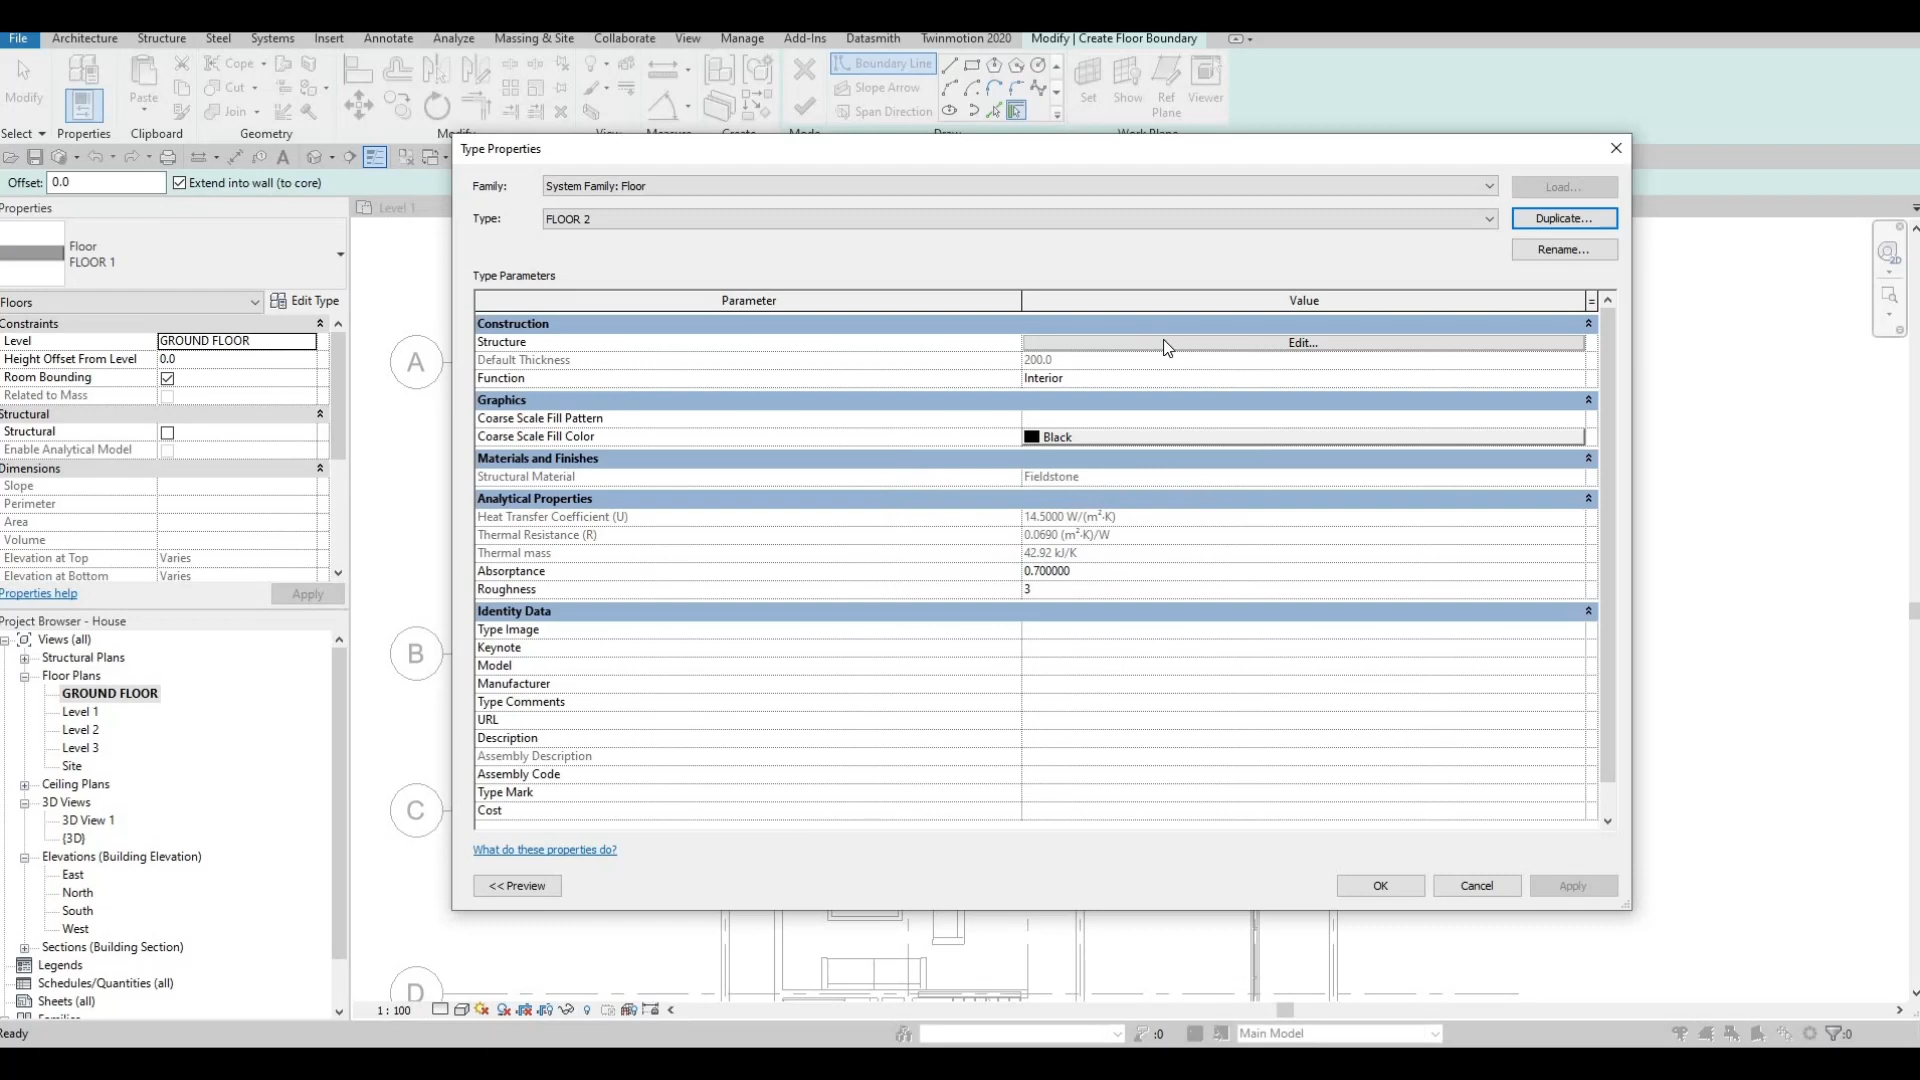 File Architecture Structure Steel Systems Insert Annotate Analyze Massing & Site Collaborate View Manage Add-Ins Datasmith Twinmotion 2020 Modify | Create Floor Boundary
Cope Boundary Line
Cut Slope Arrow
Modify Paste Set Show Ref Plane Viewer
Join Span Direction
Select Properties Clipboard Geometry
Offset: 0.0 Extend into wall (to core)
Properties
Level 1
Floor
FLOOR 1
Floors Edit Type
Constraints
Level GROUND FLOOR
Height Offset From Level 0.0
Room Bounding
Related to Mass
Structural
Structural
Enable Analytical Model
Dimensions
Slope
Perimeter
Area
Volume
Elevation at Top Varies
Elevation at Bottom Varies
Properties help Apply
Project Browser - House
Views (all)
Structural Plans
Floor Plans
GROUND FLOOR
Level 1
Level 2
Level 3
Site
Ceiling Plans
3D Views
3D View 1
{3D}
Elevations (Building Elevation)
East
North
South
West
Sections (Building Section)
Legends
Schedules/Quantities (all)
Sheets (all)
A
B
C
D
Type Properties
Family: System Family: Floor Load...
Type: FLOOR 2 Duplicate...
Rename...
Type Parameters
Parameter Value =
Construction
Structure Edit...
Default Thickness 200.0
Function Interior
Graphics
Coarse Scale Fill Pattern
Coarse Scale Fill Color Black
Materials and Finishes
Structural Material Fieldstone
Analytical Properties
Heat Transfer Coefficient (U) 14.5000 W/(m²·K)
Thermal Resistance (R) 0.0690 (m²·K)/W
Thermal mass 42.92 kJ/K
Absorptance 0.700000
Roughness 3
Identity Data
Type Image
Keynote
Model
Manufacturer
Type Comments
URL
Description
Assembly Description
Assembly Code
Type Mark
Cost
What do these properties do?
<< Preview OK Cancel Apply
2D
1 : 100
Ready :0 Main Model :0